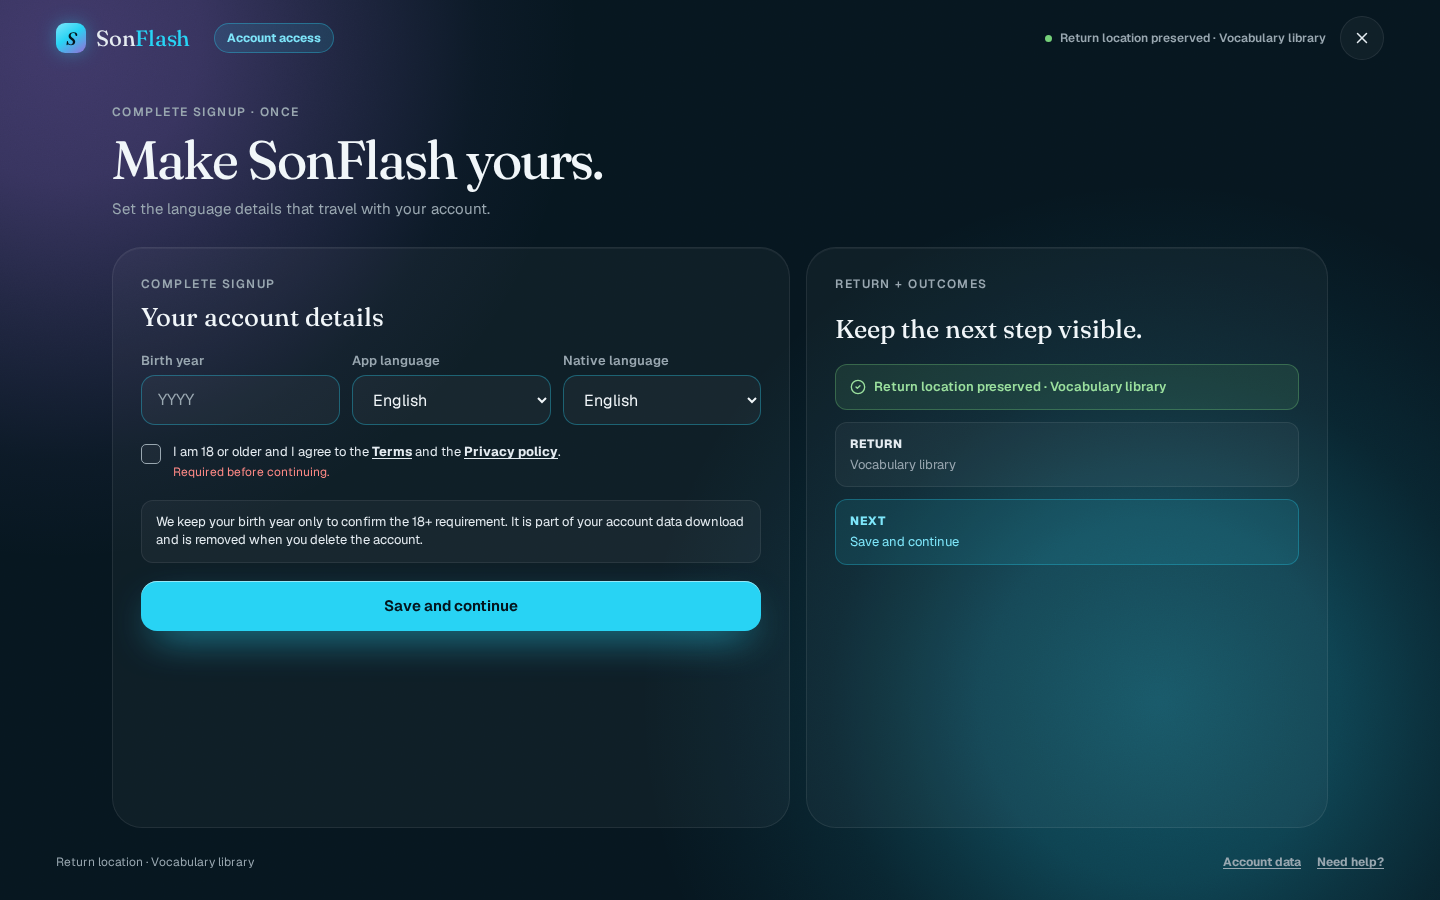 S SonFlash
Account access
Return location preserved · Vocabulary library
COMPLETE SIGNUP · ONCE
Make SonFlash yours.
Set the language details that travel with your account.
COMPLETE SIGNUP
Your account details
Birth year
App language
Native language
YYYY
English
English
I am 18 or older and I agree to the Terms and the Privacy policy.
Required before continuing.
We keep your birth year only to confirm the 18+ requirement. It is part of your account data download
and is removed when you delete the account.
Save and continue
RETURN + OUTCOMES
Keep the next step visible.
Return location preserved · Vocabulary library
RETURN
Vocabulary library
NEXT
Save and continue
Return location · Vocabulary library
Account data
Need help?